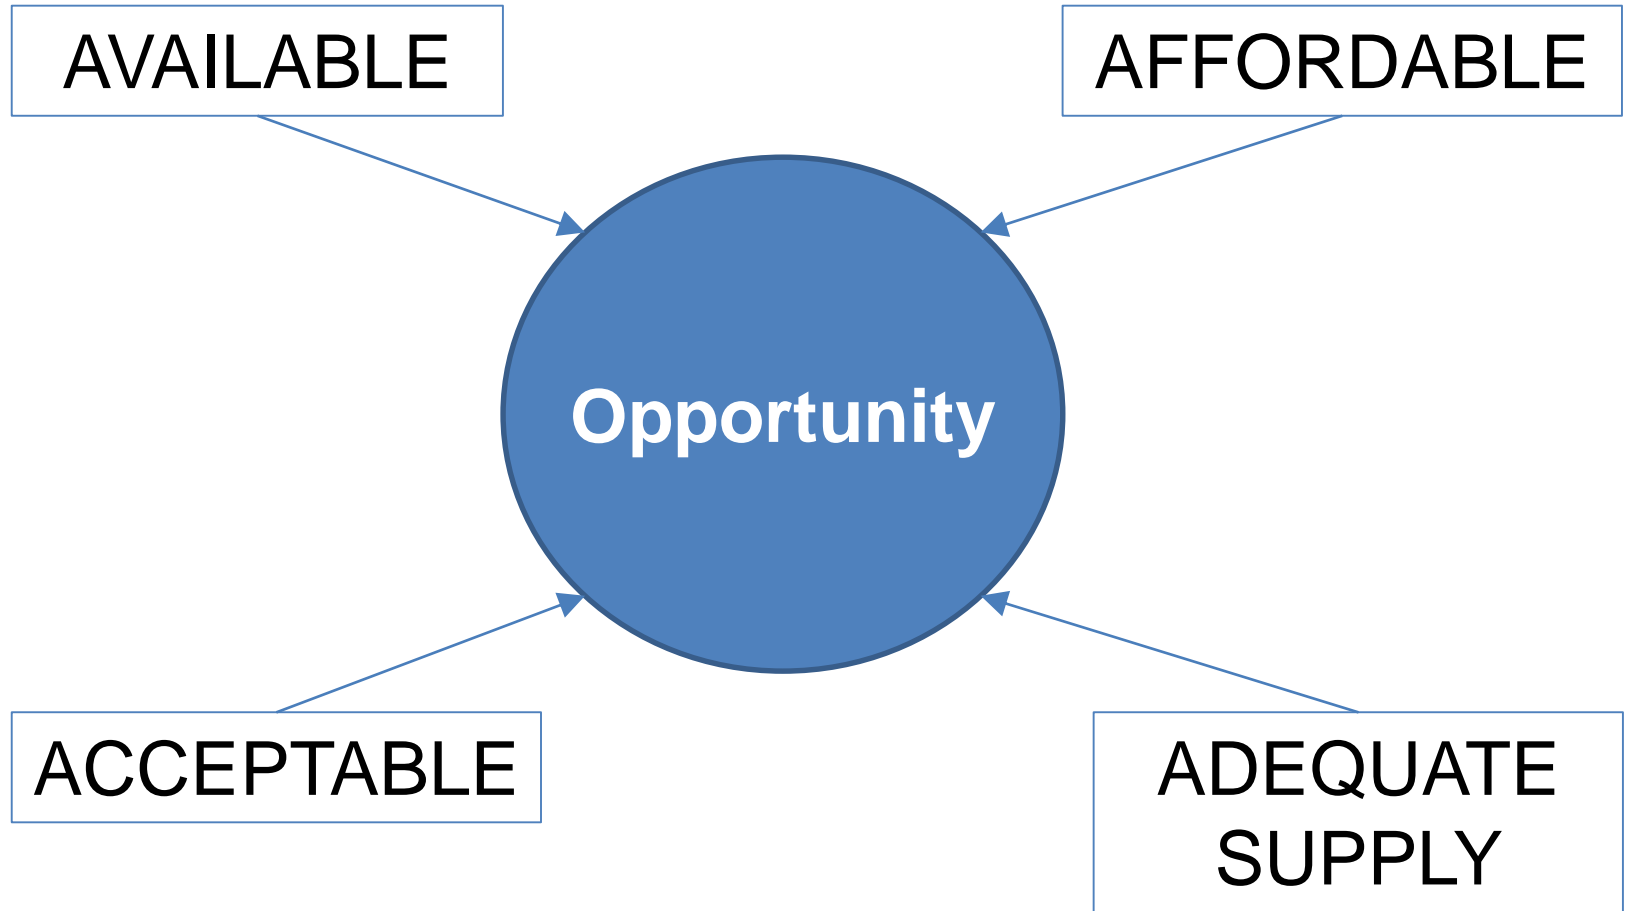 AVAILABLE
AFFORDABLE
Opportunity
ACCEPTABLE
ADEQUATE
SUPPLY